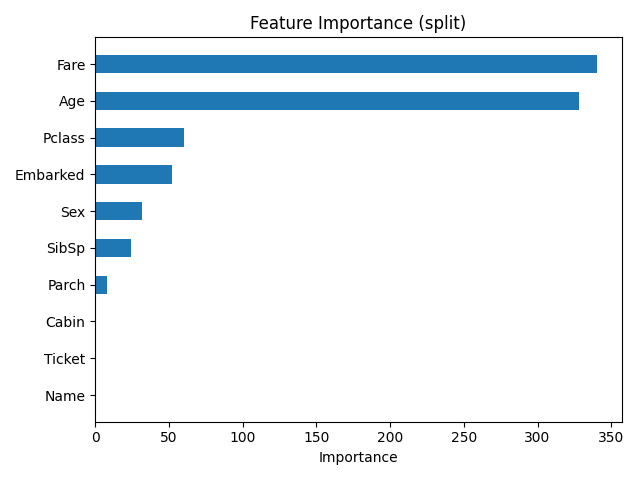 Feature Importance (split)
Fare
Age
Pclass
Embarked
Sex
SibSp
Parch
Cabin
Ticket
Name
0 50 100 150 200 250 300 350
Importance